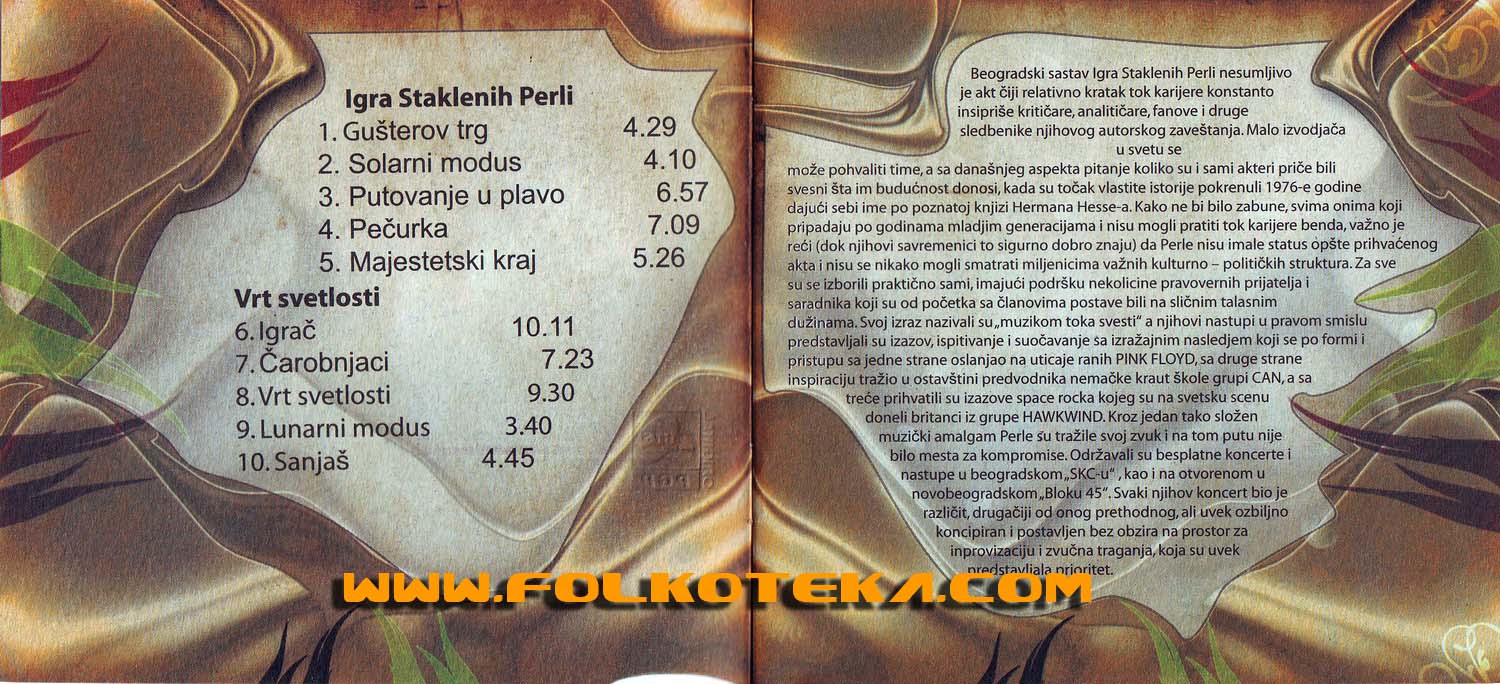 Igra Staklenih Perli
1. Gušterov trg 4.29
2. Solarni modus 4.10
3. Putovanje u plavo 6.57
4. Pečurka 7.09
5. Majestetski kraj 5.26
Vrt svetlosti
6. Igrač 10.11
7. Čarobnjaci 7.23
8. Vrt svetlosti 9.30
9. Lunarni modus 3.40
10. Sanjaš 4.45
Beogradski sastav Igra Staklenih Perli nesumljivo
je akt čiji relativno kratak tok karijere konstanto
insipriše kritičare, analitičare, fanove i druge
sledbenike njihovog autorskog zaveštanja. Malo izvodjača
u svetu se
može pohvaliti time, a sa današnjeg aspekta pitanje koliko su i sami akteri priče bili
svesni šta im budućnost donosi, kada su točak vlastite istorije pokrenuli 1976-e godine
dajući sebi ime po poznatoj knjizi Hermana Hesse-a. Kako ne bi bilo zabune, svima onima koji
pripadaju po godinama mladjim generacijama i nisu mogli pratiti tok karijere benda, važno je
reći (dok njihovi savremenici to sigurno dobro znaju) da Perle nisu imale status opšte prihvaćenog
akta i nisu se nikako mogli smatrati miljenicima važnih kulturno – političkih struktura. Za sve
su se izborili praktično sami, imajući podršku nekolicine pravovernih prijatelja i
saradnika koji su od početka sa članovima postave bili na sličnim talasnim
dužinama. Svoj izraz nazivali su „muzikom toka svesti“ a njihovi nastupi u pravom smislu
predstavljali su izazov, ispitivanje i suočavanje sa izražajnim nasledjem koji se po formi i
pristupu sa jedne strane oslanjao na uticaje ranih PINK FLOYD, sa druge strane
inspiraciju tražio u ostavštini predvodnika nemačke kraut škole grupi CAN, a sa
treće prihvatili su izazove space rocka kojeg su na svetsku scenu
doneli britanci iz grupe HAWKWIND. Kroz jedan tako složen
muzički amalgam Perle su tražile svoj zvuk i na tom putu nije
bilo mesta za kompromise. Održavali su besplatne koncerte i
nastupe u beogradskom „SKC-u“ , kao i na otvorenom u
novobeogradskom „Bloku 45“. Svaki njihov koncert bio je
različit, drugačiji od onog prethodnog, ali uvek ozbiljno
koncipiran i postavljen bez obzira na prostor za
inprovizaciju i zvučna traganja, koja su uvek
predstavljala prioritet.
WWW.FOLKOTEKA.COM